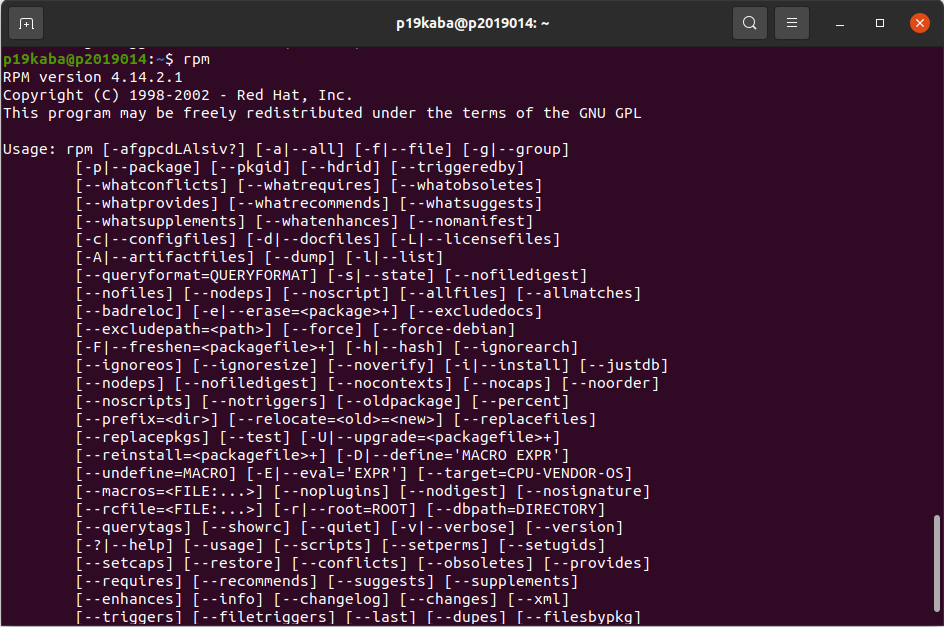 p19kaba@p2019014: ~
p19kaba@p2019014:~$ rpm
RPM version 4.14.2.1
Copyright (C) 1998-2002 - Red Hat, Inc.
This program may be freely redistributed under the terms of the GNU GPL
Usage: rpm [-afgpcdLAlsiv?] [-a|--all] [-f|--file] [-g|--group]
[-p|--package] [--pkgid] [--hdrid] [--triggeredby]
[--whatconflicts] [--whatrequires] [--whatobsoletes]
[--whatprovides] [--whatrecommends] [--whatsuggests]
[--whatsupplements] [--whatenhances] [--nomanifest]
[-c|--configfiles] [-d|--docfiles] [-L|--licensefiles]
[-A|--artifactfiles] [--dump] [-l|--list]
[--queryformat=QUERYFORMAT] [-s|--state] [--nofiledigest]
[--nofiles] [--nodeps] [--noscript] [--allfiles] [--allmatches]
[--badreloc] [-e|--erase=<package>+] [--excludedocs]
[--excludepath=<path>] [--force] [--force-debian]
[-F|--freshen=<packagefile>+] [-h|--hash] [--ignorearch]
[--ignoreos] [--ignoresize] [--noverify] [-i|--install] [--justdb]
[--nodeps] [--nofiledigest] [--nocontexts] [--nocaps] [--noorder]
[--noscripts] [--notriggers] [--oldpackage] [--percent]
[--prefix=<dir>] [--relocate=<old>=<new>] [--replacefiles]
[--replacepkgs] [--test] [-U|--upgrade=<packagefile>+]
[--reinstall=<packagefile>+] [-D|--define='MACRO EXPR']
[--undefine=MACRO] [-E|--eval='EXPR'] [--target=CPU-VENDOR-OS]
[--macros=<FILE:...>] [--noplugins] [--nodigest] [--nosignature]
[--rcfile=<FILE:...>] [-r|--root=ROOT] [--dbpath=DIRECTORY]
[--querytags] [--showrc] [--quiet] [-v|--verbose] [--version]
[-?|--help] [--usage] [--scripts] [--setperms] [--setugids]
[--setcaps] [--restore] [--conflicts] [--obsoletes] [--provides]
[--requires] [--recommends] [--suggests] [--supplements]
[--enhances] [--info] [--changelog] [--changes] [--xml]
[--triggers] [--filetriggers] [--last] [--dupes] [--filesbypkg]